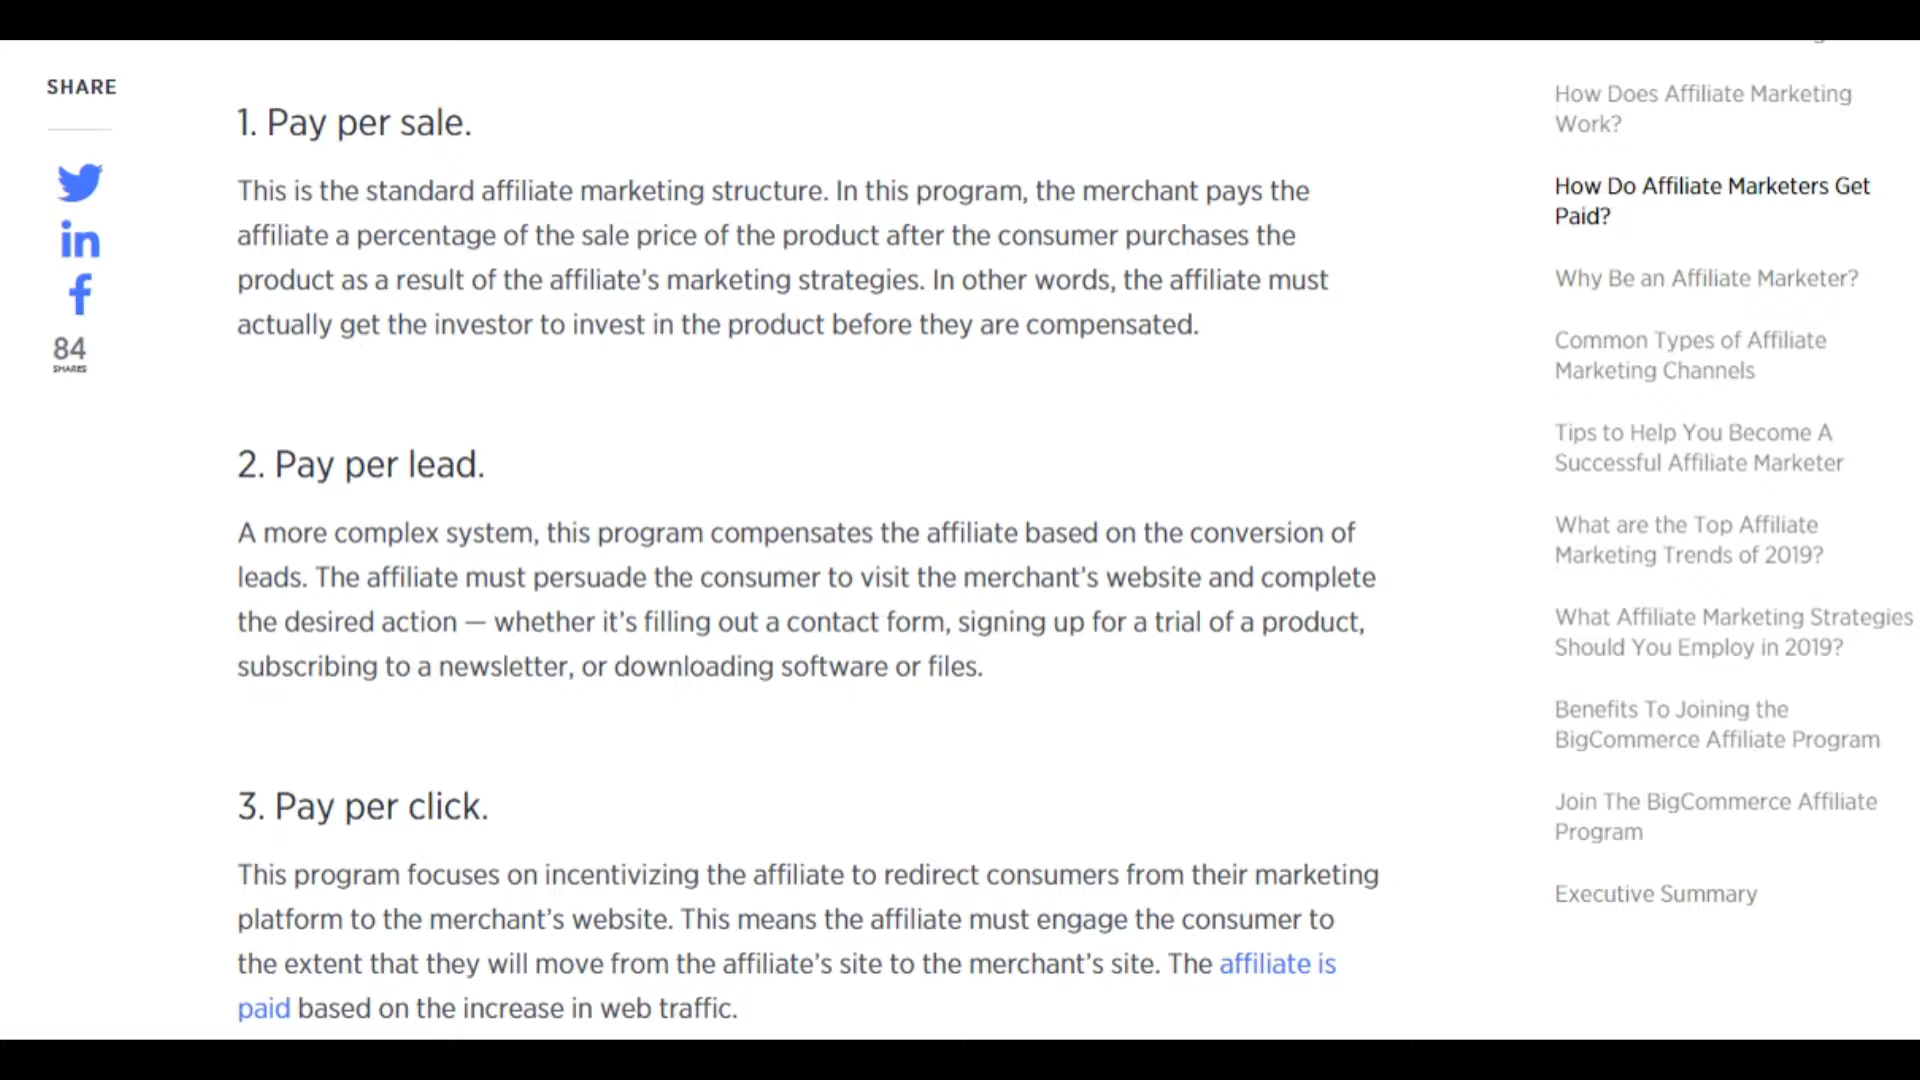 SHARE
84
SHARES
1. Pay per sale.
This is the standard affiliate marketing structure. In this program, the merchant pays the
affiliate a percentage of the sale price of the product after the consumer purchases the
product as a result of the affiliate’s marketing strategies. In other words, the affiliate must
actually get the investor to invest in the product before they are compensated.
2. Pay per lead.
A more complex system, this program compensates the affiliate based on the conversion of
leads. The affiliate must persuade the consumer to visit the merchant’s website and complete
the desired action — whether it’s filling out a contact form, signing up for a trial of a product,
subscribing to a newsletter, or downloading software or files.
3. Pay per click.
This program focuses on incentivizing the affiliate to redirect consumers from their marketing
platform to the merchant’s website. This means the affiliate must engage the consumer to
the extent that they will move from the affiliate’s site to the merchant’s site. The affiliate is
paid based on the increase in web traffic.
How Does Affiliate Marketing
Work?
How Do Affiliate Marketers Get
Paid?
Why Be an Affiliate Marketer?
Common Types of Affiliate
Marketing Channels
Tips to Help You Become A
Successful Affiliate Marketer
What are the Top Affiliate
Marketing Trends of 2019?
What Affiliate Marketing Strategies
Should You Employ in 2019?
Benefits To Joining the
BigCommerce Affiliate Program
Join The BigCommerce Affiliate
Program
Executive Summary